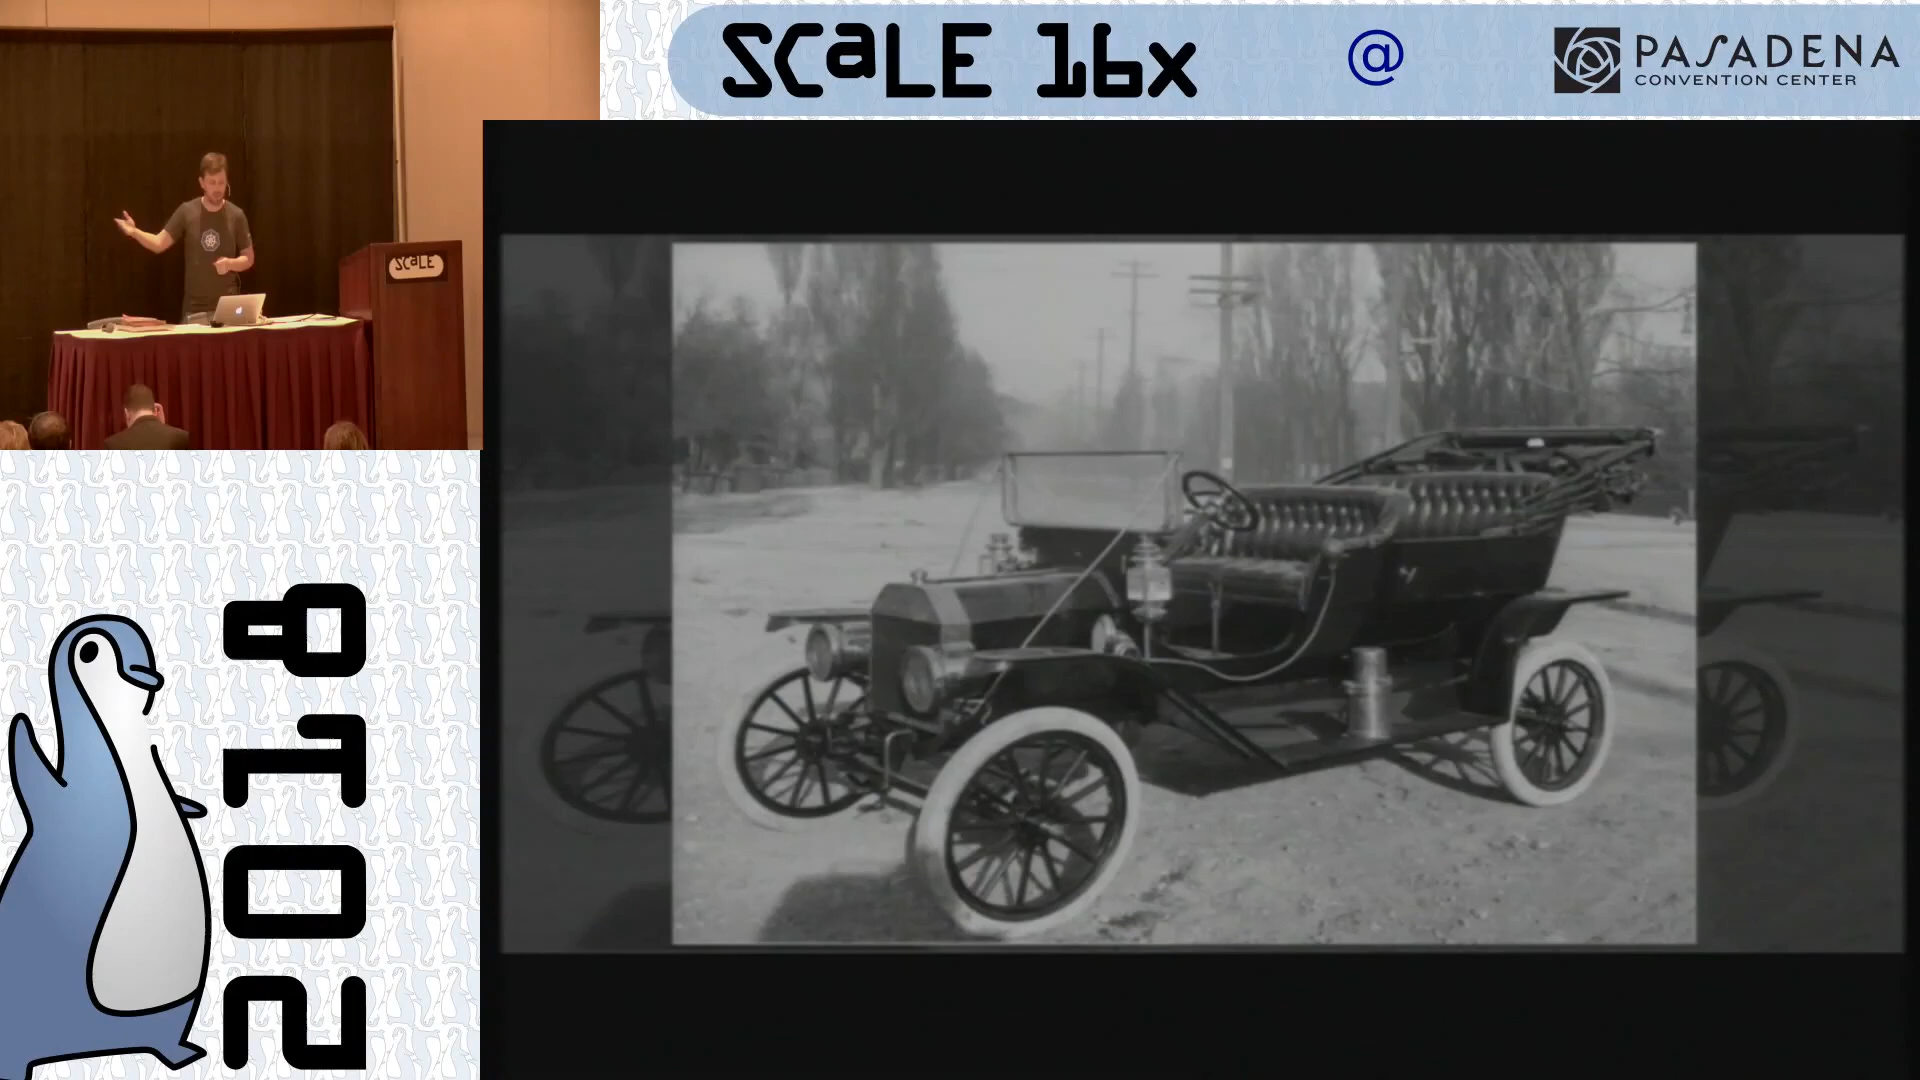 SCaLE 16x
@
PASADENA
CONVENTION CENTER
SCaLE
2018